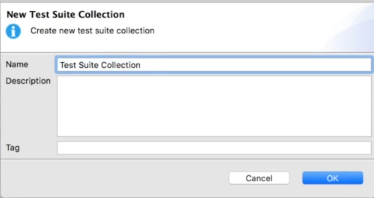 New Test Suite Collection
Create new test suite collection
Name Test Suite Collection
Description
Tag
Cancel OK